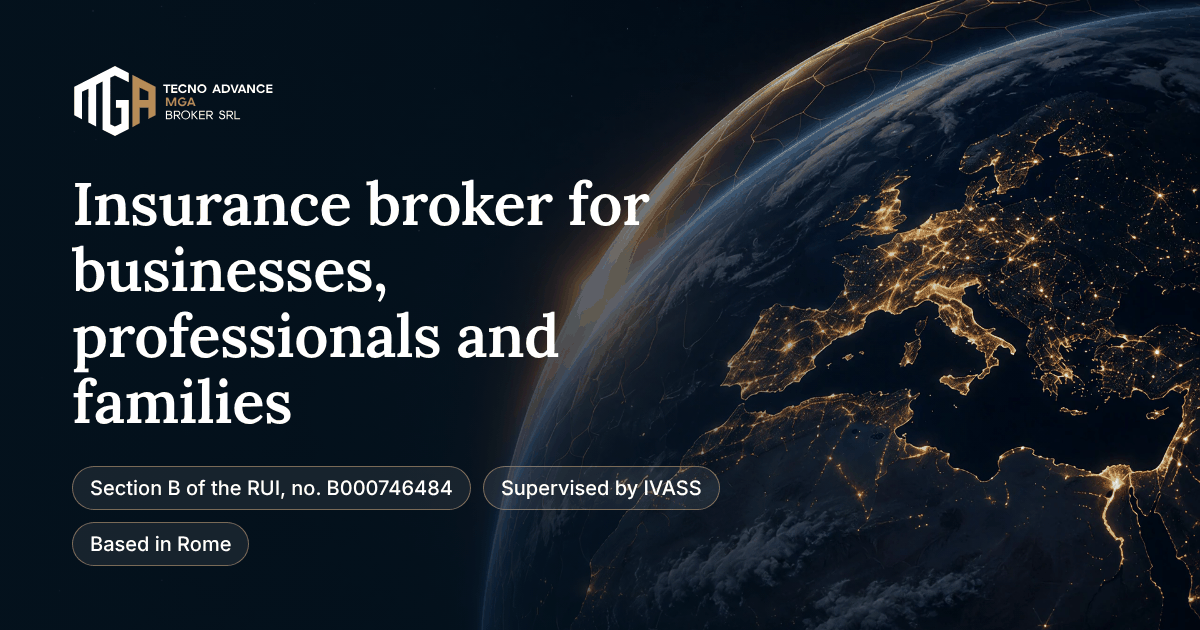 MGA
TECNO ADVANCE
MGA
BROKER SRL
Insurance broker for
businesses,
professionals and
families
Section B of the RUI, no. B000746484
Supervised by IVASS
Based in Rome